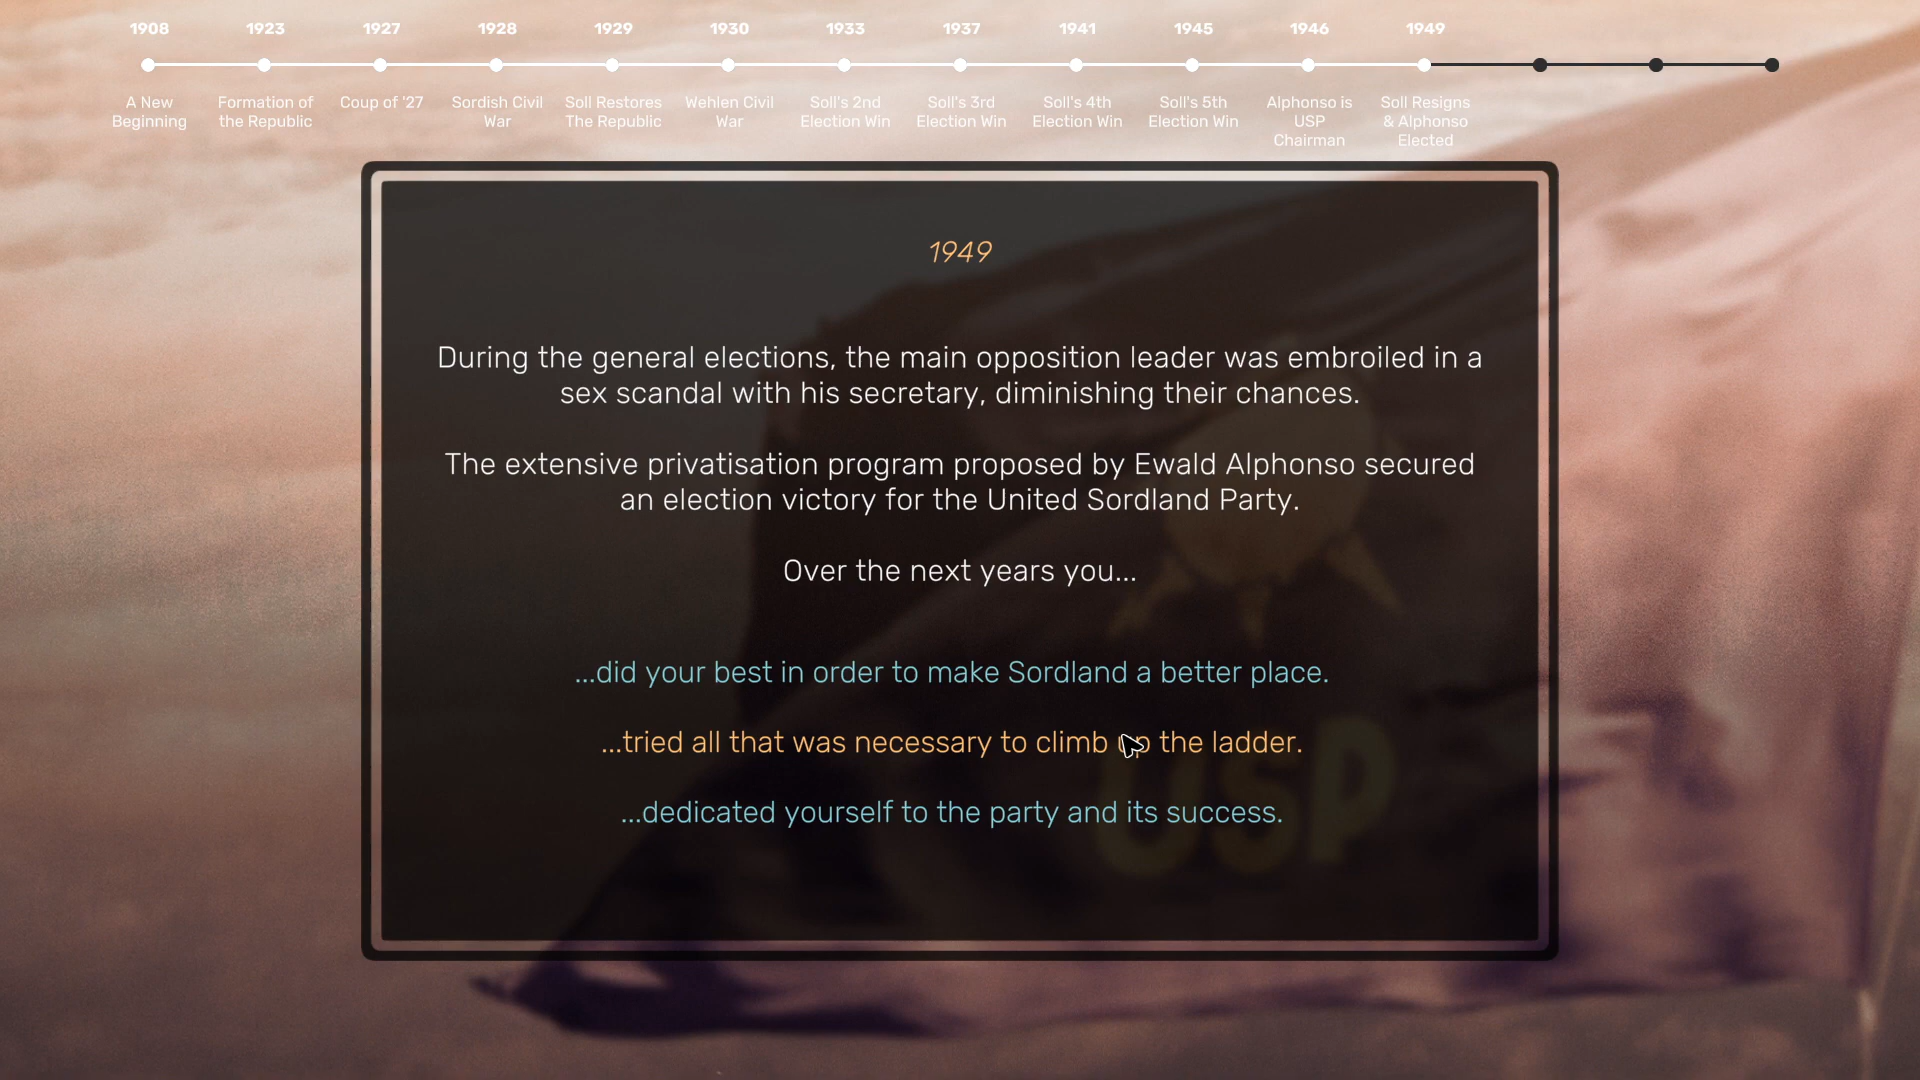 1908 1923 1927 1928 1929 1930 1933 1937 1941 1945 1946 1949
A New Beginning
Formation of the Republic
Coup of '27
Sordish Civil War
Soll Restores The Republic
Wehlen Civil War
Soll's 2nd Election Win
Soll's 3rd Election Win
Soll's 4th Election Win
Soll's 5th Election Win
Alphonso is USP Chairman
Soll Resigns & Alphonso Elected
1949
During the general elections, the main opposition leader was embroiled in a
sex scandal with his secretary, diminishing their chances.
The extensive privatisation program proposed by Ewald Alphonso secured
an election victory for the United Sordland Party.
Over the next years you...
...did your best in order to make Sordland a better place.
...tried all that was necessary to climb up the ladder.
...dedicated yourself to the party and its success.
USP